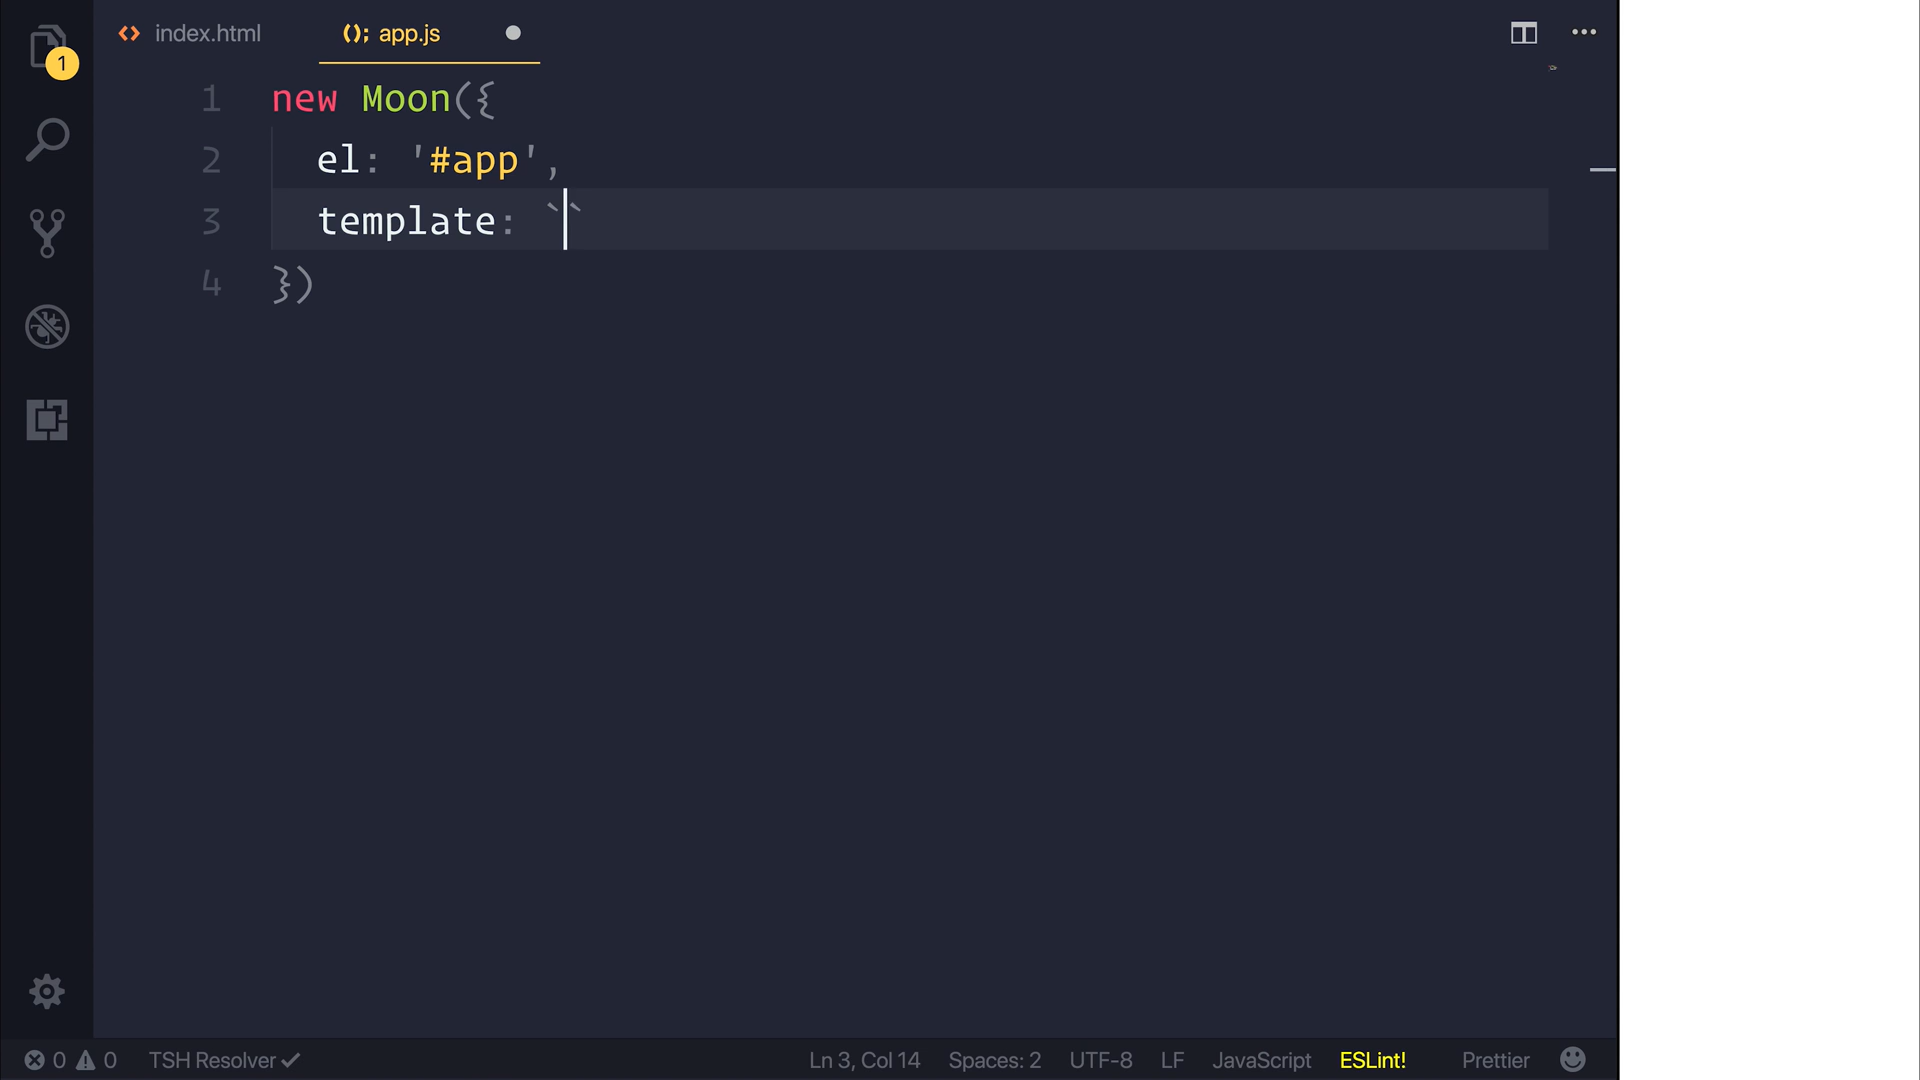 1
index.html
(); app.js
1 new Moon({
2 el: '#app',
3 template: ``
4 })
0 0 TSH Resolver Ln 3, Col 14 Spaces: 2 UTF-8 LF JavaScript ESLint! Prettier